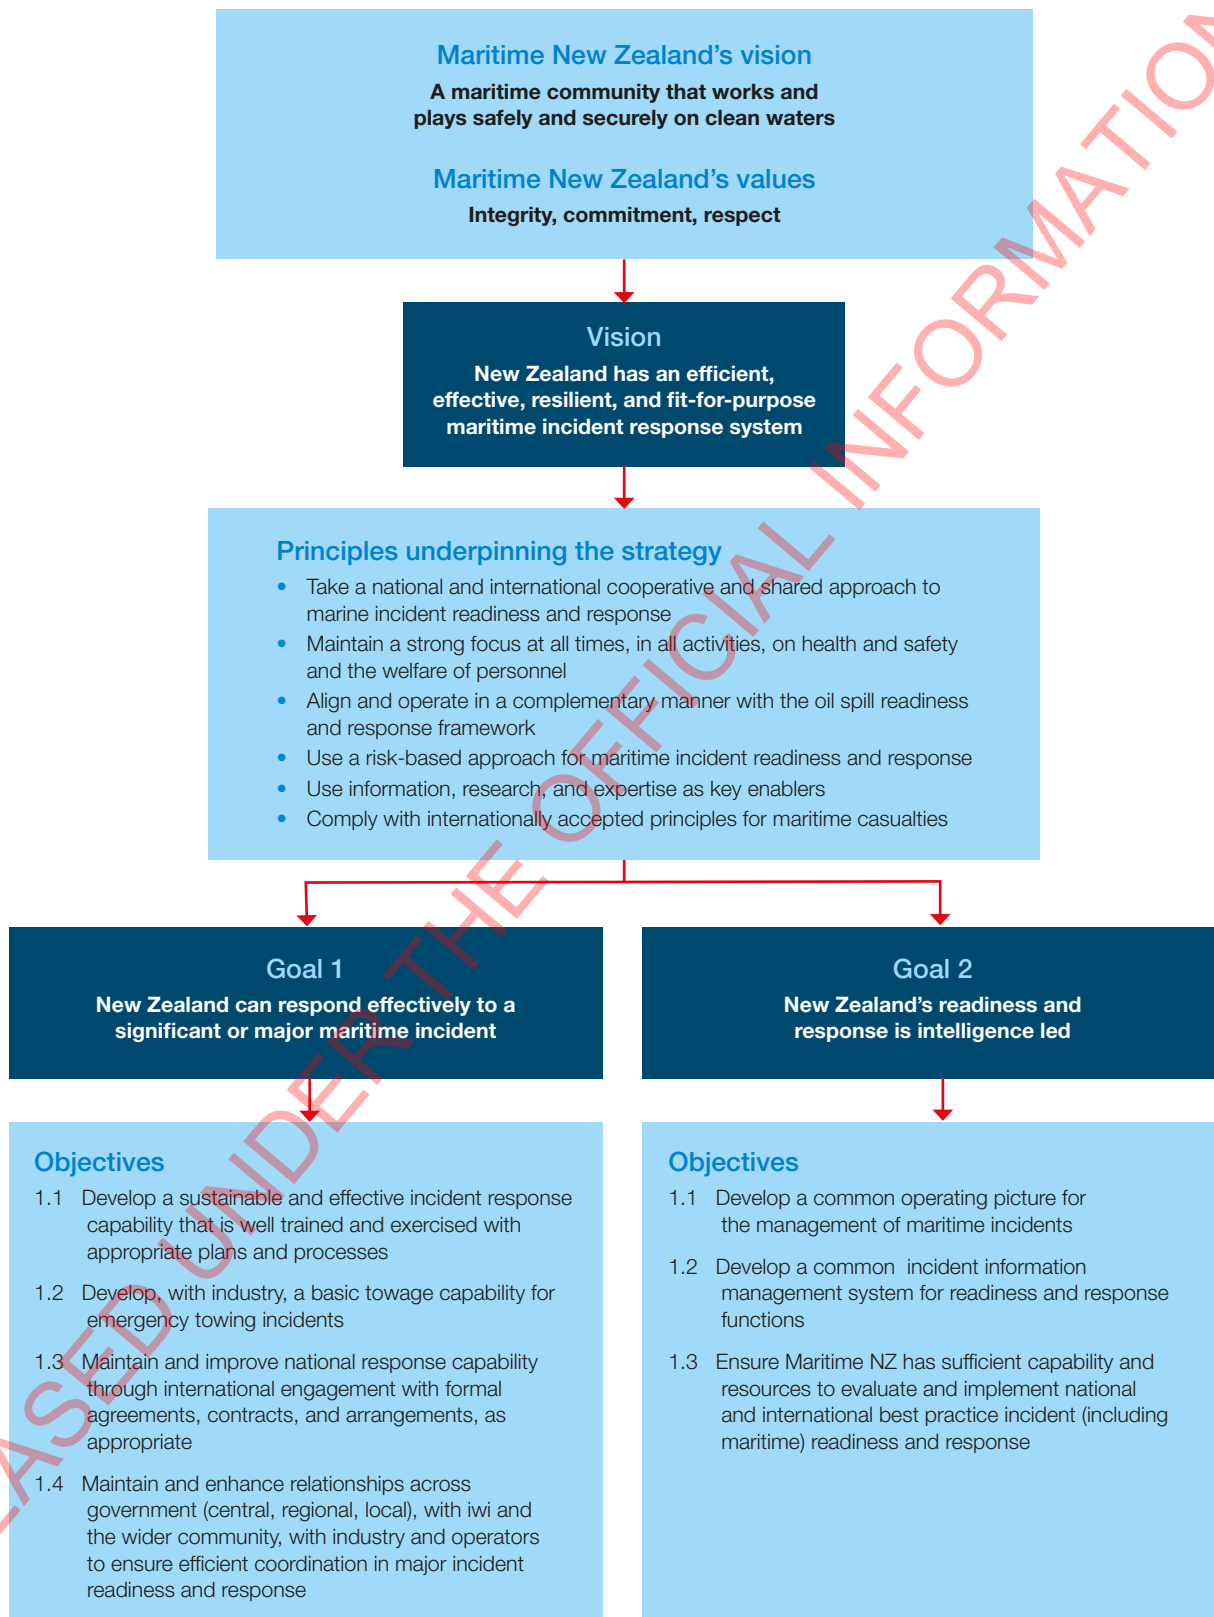 Maritime New Zealand’s vision
A maritime community that works and
plays safely and securely on clean waters
Maritime New Zealand’s values
Integrity, commitment, respect
Vision
New Zealand has an efficient,
effective, resilient, and fit-for-purpose
maritime incident response system
Principles underpinning the strategy
• Take a national and international cooperative and shared approach to
marine incident readiness and response
• Maintain a strong focus at all times, in all activities, on health and safety
and the welfare of personnel
• Align and operate in a complementary manner with the oil spill readiness
and response framework
• Use a risk-based approach for maritime incident readiness and response
• Use information, research, and expertise as key enablers
• Comply with internationally accepted principles for maritime casualties
Goal 1
New Zealand can respond effectively to a
significant or major maritime incident
Objectives
1.1 Develop a sustainable and effective incident response
capability that is well trained and exercised with
appropriate plans and processes
1.2 Develop, with industry, a basic towage capability for
emergency towing incidents
1.3 Maintain and improve national response capability
through international engagement with formal
agreements, contracts, and arrangements, as
appropriate
1.4 Maintain and enhance relationships across
government (central, regional, local), with iwi and
the wider community, with industry and operators
to ensure efficient coordination in major incident
readiness and response
Goal 2
New Zealand’s readiness and
response is intelligence led
Objectives
1.1 Develop a common operating picture for
the management of maritime incidents
1.2 Develop a common incident information
management system for readiness and response
functions
1.3 Ensure Maritime NZ has sufficient capability and
resources to evaluate and implement national
and international best practice incident (including
maritime) readiness and response
EASED UNDER THE OFFICIAL INFORMATION